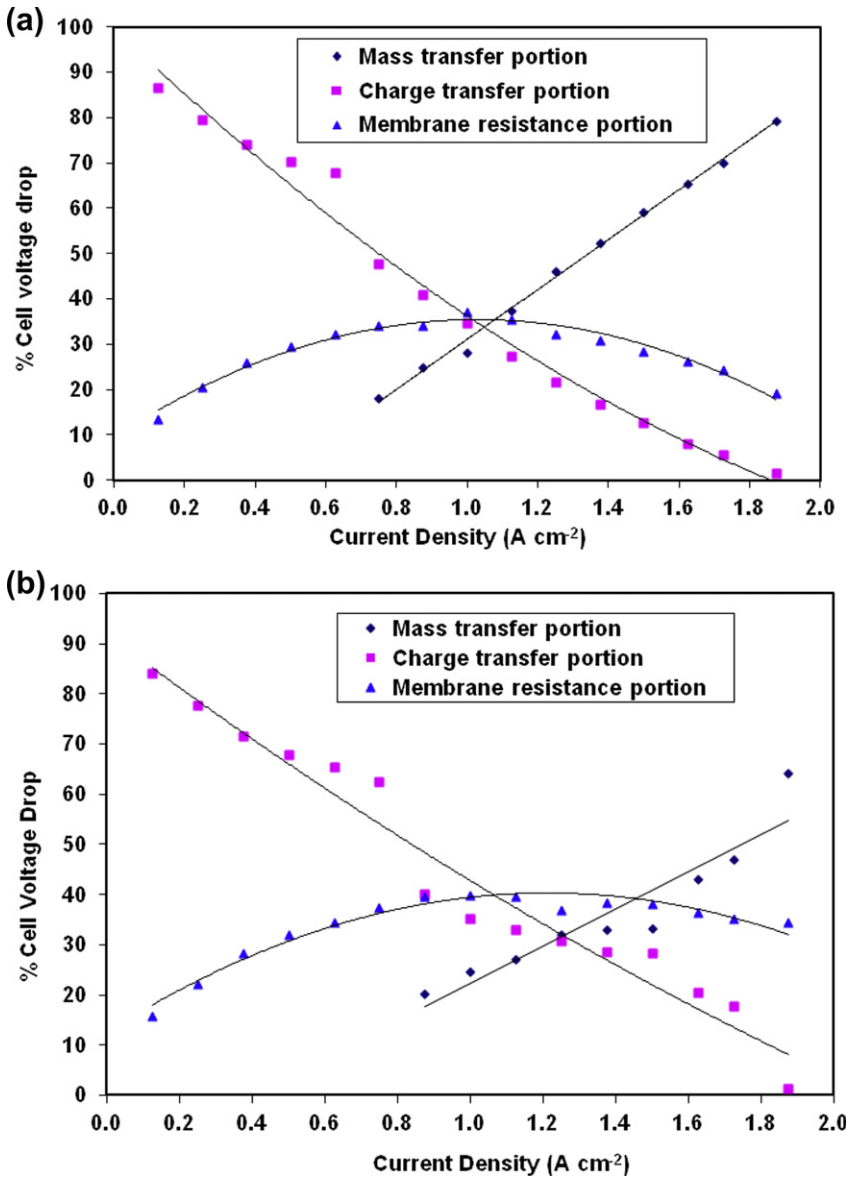 (a)
100
90
80
70
60
50
40
30
20
10
0
% Cell voltage drop
Mass transfer portion
Charge transfer portion
Membrane resistance portion
0.0 0.2 0.4 0.6 0.8 1.0 1.2 1.4 1.6 1.8 2.0
Current Density (A cm-2)
(b)
100
90
80
70
60
50
40
30
20
10
0
% Cell Voltage Drop
Mass transfer portion
Charge transfer portion
Membrane resistance portion
0.0 0.2 0.4 0.6 0.8 1.0 1.2 1.4 1.6 1.8 2.0
Current Density (A cm-2)